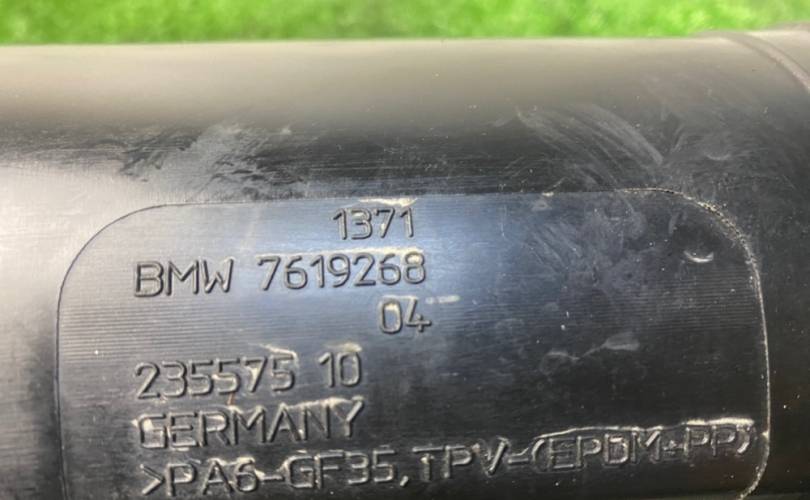 1371
BMW 7619268
04
235575 10
GERMANY
>PA6-GF35,TPV-(EPDM+PP)